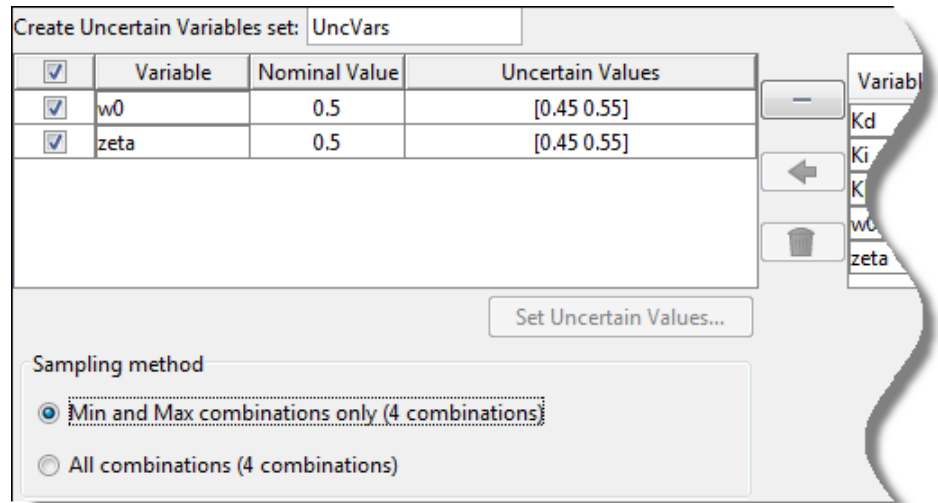 Create Uncertain Variables set: UncVars
Variable Nominal Value Uncertain Values
w0 0.5 [0.45 0.55]
zeta 0.5 [0.45 0.55]
Kd
Ki
w0
zeta
Set Uncertain Values...
Sampling method
Min and Max combinations only (4 combinations)
All combinations (4 combinations)